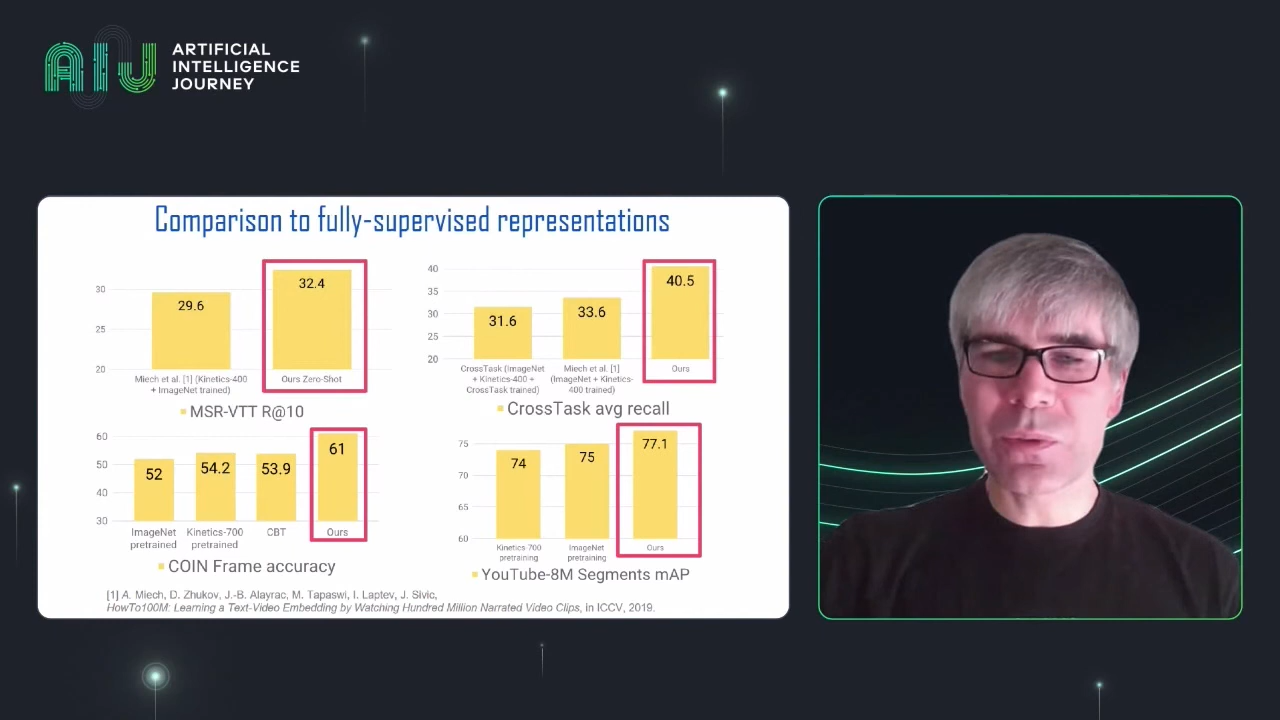 AIJ
ARTIFICIAL
INTELLIGENCE
JOURNEY
Comparison to fully-supervised representations
30
25
20
29.6
32.4
Miech et al. [1] (Kinetics-400
+ ImageNet trained)
Ours Zero-Shot
MSR-VTT R@10
40
35
30
25
20
31.6
33.6
40.5
CrossTask (ImageNet
+ Kinetics-400 +
CrossTask trained)
Miech et al. [1]
(ImageNet + Kinetics-
400 trained)
Ours
CrossTask avg recall
60
50
40
30
52
54.2
53.9
61
ImageNet
pretrained
Kinetics-700
pretrained
CBT
Ours
COIN Frame accuracy
75
70
65
60
74
75
77.1
Kinetics-700
pretraining
ImageNet
pretraining
Ours
YouTube-8M Segments mAP
[1] A. Miech, D. Zhukov, J.-B. Alayrac, M. Tapaswi, I. Laptev, J. Sivic,
HowTo100M: Learning a Text-Video Embedding by Watching Hundred Million Narrated Video Clips, in ICCV, 2019.